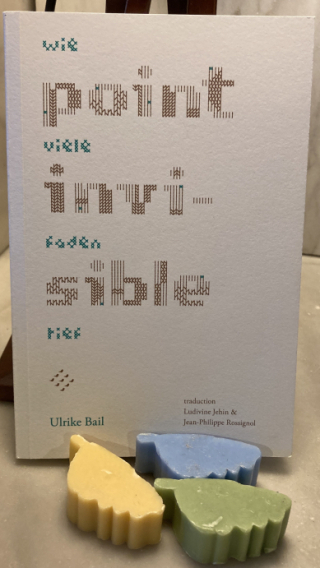 wie
point
viele
invi-
faden
sible
tief
Ulrike Bail
traduction
Ludivine Jehin &
Jean-Philippe Rossignol